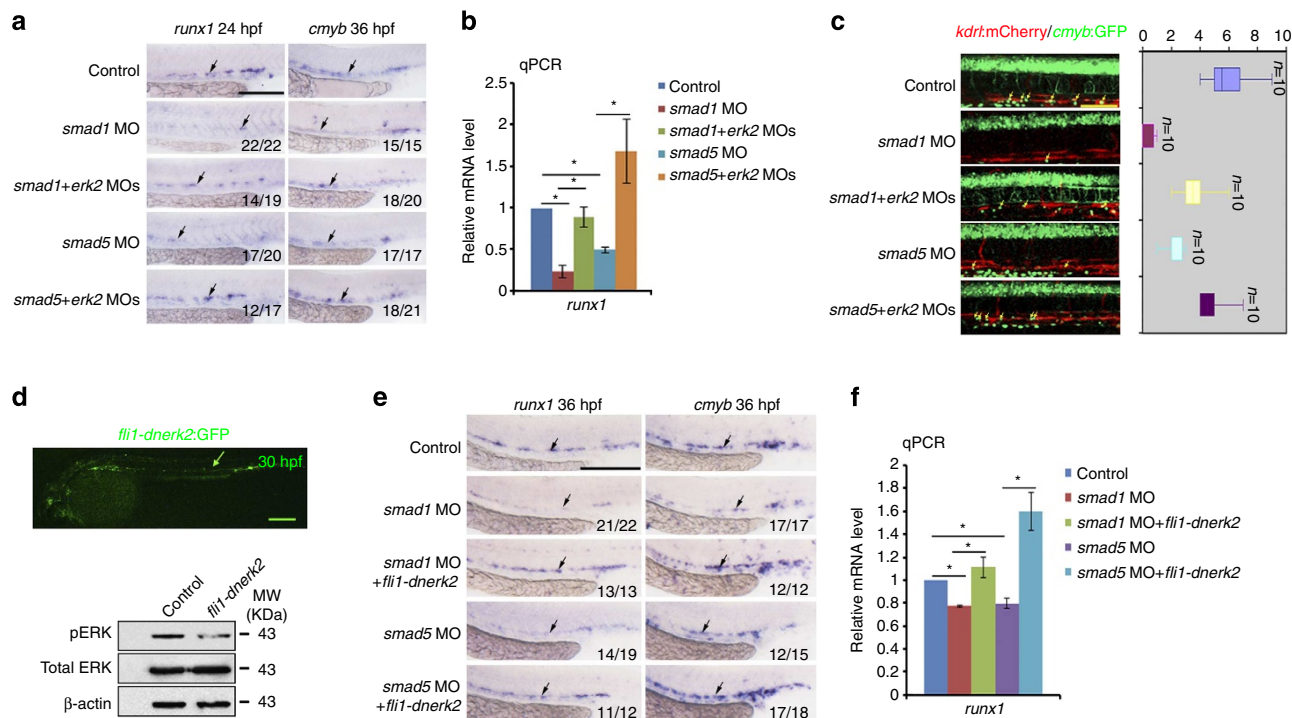 a
runx1 24 hpf
cmyb 36 hpf
Control
smad1 MO
22/22
15/15
smad1+erk2 MOs
14/19
18/20
smad5 MO
17/20
17/17
smad5+erk2 MOs
12/17
18/21
b
qPCR
Relative mRNA level
2.5
2
1.5
1
0.5
0
*
*
*
*
runx1
Control
smad1 MO
smad1+erk2 MOs
smad5 MO
smad5+erk2 MOs
c
kdrl:mCherry/cmyb:GFP
Control
smad1 MO
smad1+erk2 MOs
smad5 MO
smad5+erk2 MOs
0 2 4 6 8 10
n=10
n=10
n=10
n=10
n=10
d
fli1-dnerk2:GFP
30 hpf
Control
fli1-dnerk2
MW
(KDa)
pERK
43
Total ERK
43
β-actin
43
e
runx1 36 hpf
cmyb 36 hpf
Control
smad1 MO
21/22
17/17
smad1 MO
+fli1-dnerk2
13/13
12/12
smad5 MO
14/19
12/15
smad5 MO
+fli1-dnerk2
11/12
17/18
f
qPCR
Relative mRNA level
2
1.8
1.6
1.4
1.2
1
0.8
0.6
0.4
0.2
0
*
*
*
*
runx1
Control
smad1 MO
smad1 MO+fli1-dnerk2
smad5 MO
smad5 MO+fli1-dnerk2